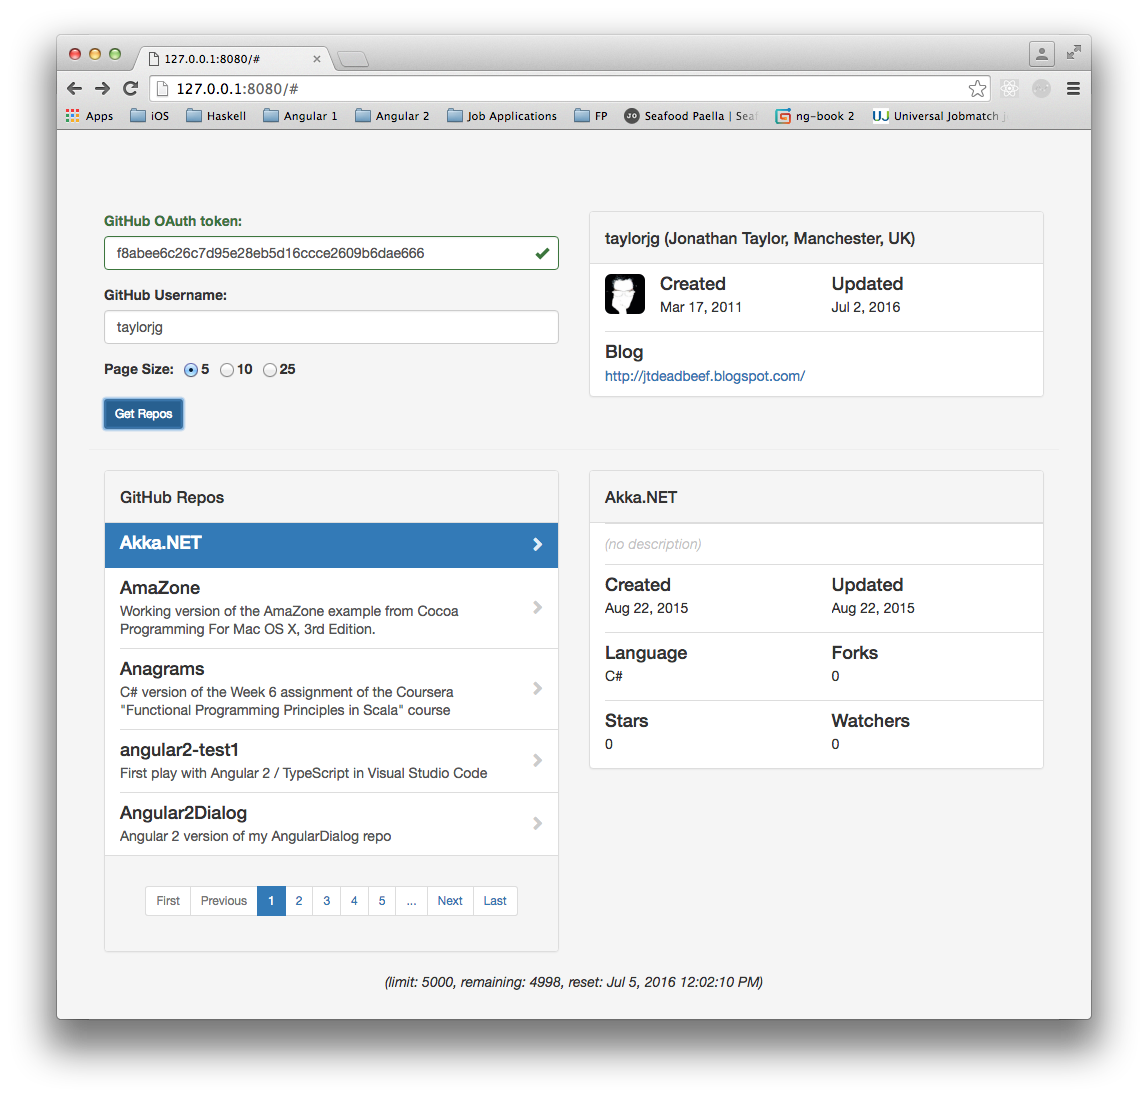 127.0.0.1:8080/#
127.0.0.1:8080/#
Apps iOS Haskell Angular 1 Angular 2 Job Applications FP JO Seafood Paella | Sea ng-book 2 UJ Universal Jobmatch
GitHub OAuth token:
f8abee6c26c7d95e28eb5d16ccce2609b6dae666
GitHub Username:
taylorjg
Page Size: 5 10 25
Get Repos
taylorjg (Jonathan Taylor, Manchester, UK)
Created Updated
Mar 17, 2011 Jul 2, 2016
Blog
http://jtdeadbeef.blogspot.com/
GitHub Repos
Akka.NET
AmaZone
Working version of the AmaZone example from Cocoa
Programming For Mac OS X, 3rd Edition.
Anagrams
C# version of the Week 6 assignment of the Coursera
"Functional Programming Principles in Scala" course
angular2-test1
First play with Angular 2 / TypeScript in Visual Studio Code
Angular2Dialog
Angular 2 version of my AngularDialog repo
First Previous 1 2 3 4 5 ... Next Last
Akka.NET
(no description)
Created Updated
Aug 22, 2015 Aug 22, 2015
Language Forks
C# 0
Stars Watchers
0 0
(limit: 5000, remaining: 4998, reset: Jul 5, 2016 12:02:10 PM)